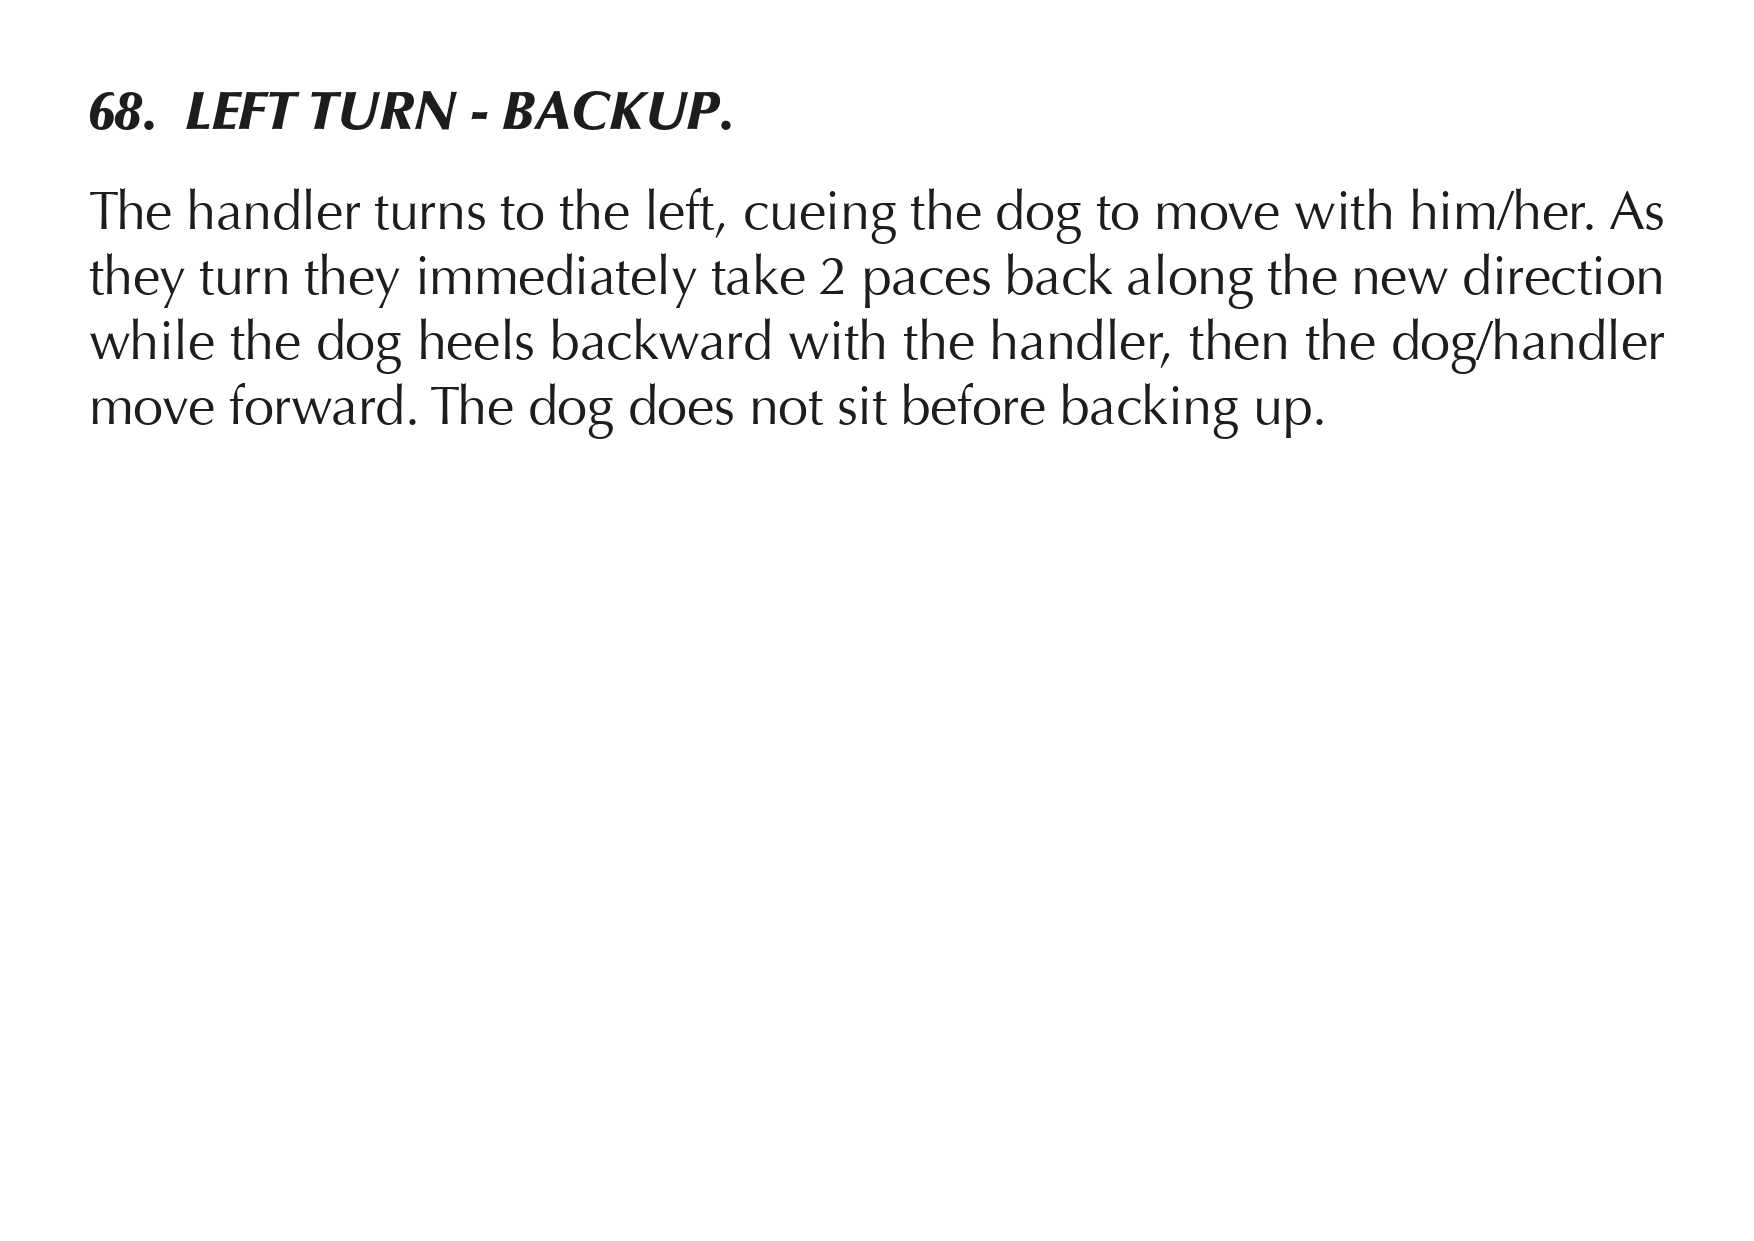 68. LEFT TURN - BACKUP.
The handler turns to the left, cueing the dog to move with him/her. As
they turn they immediately take 2 paces back along the new direction
while the dog heels backward with the handler, then the dog/handler
move forward. The dog does not sit before backing up.